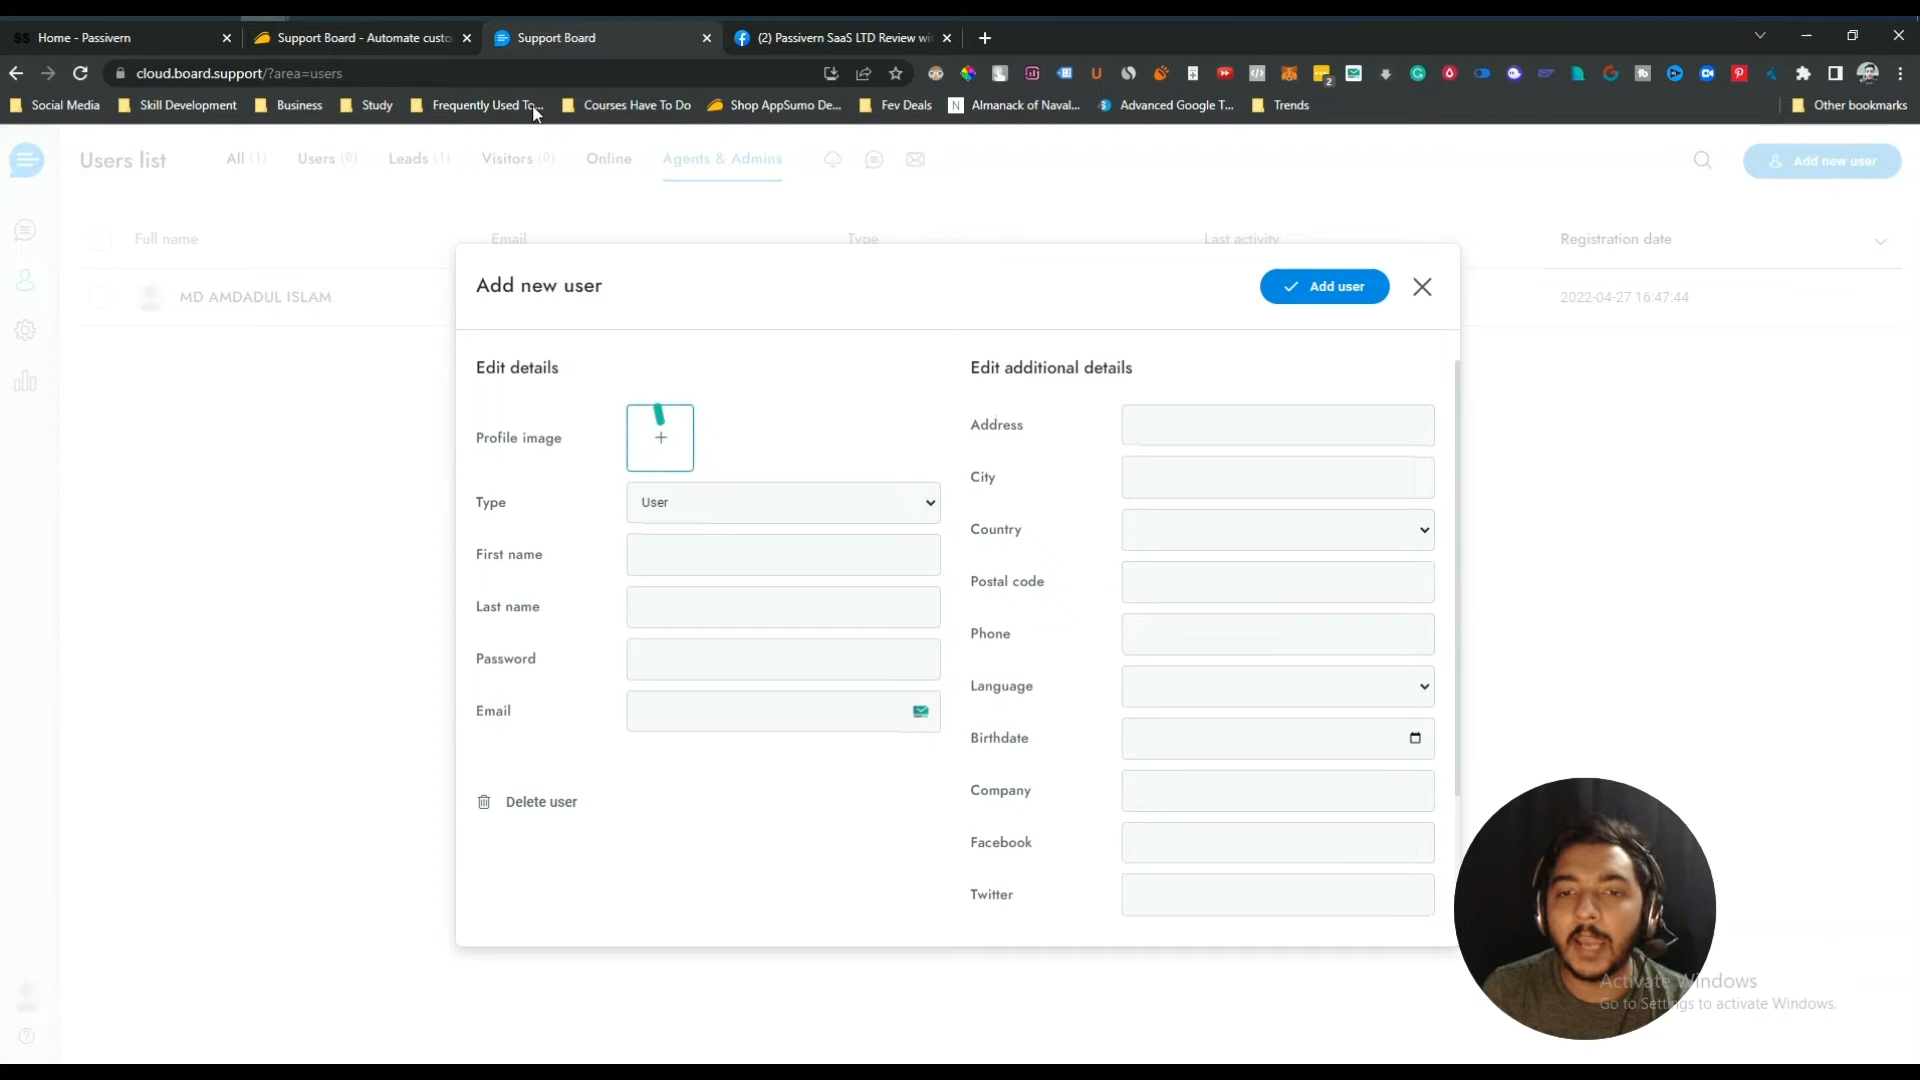 $$ Home - Passivern
Support Board - Automate custo
Support Board
(2) Passivern SaaS LTD Review wi
cloud.board.support/?area=users
2
Social Media
Skill Development
Business
Study
Frequently Used To...
Courses Have To Do
Shop AppSumo De...
Fev Deals
Almanack of Naval...
Advanced Google T...
Trends
Other bookmarks
Users list
All (1)
Users (0)
Leads (1)
Visitors (0)
Online
Agents & Admins
Add new user
Full name
Email
Type
Last activity
Registration date
MD AMDADUL ISLAM
2022-04-27 16:47:44
Add new user
Add user
Edit details
Profile image
Type
User
First name
Last name
Password
Email
Delete user
Edit additional details
Address
City
Country
Postal code
Phone
Language
Birthdate
Company
Facebook
Twitter
Activate Windows
Go to Settings to activate Windows.